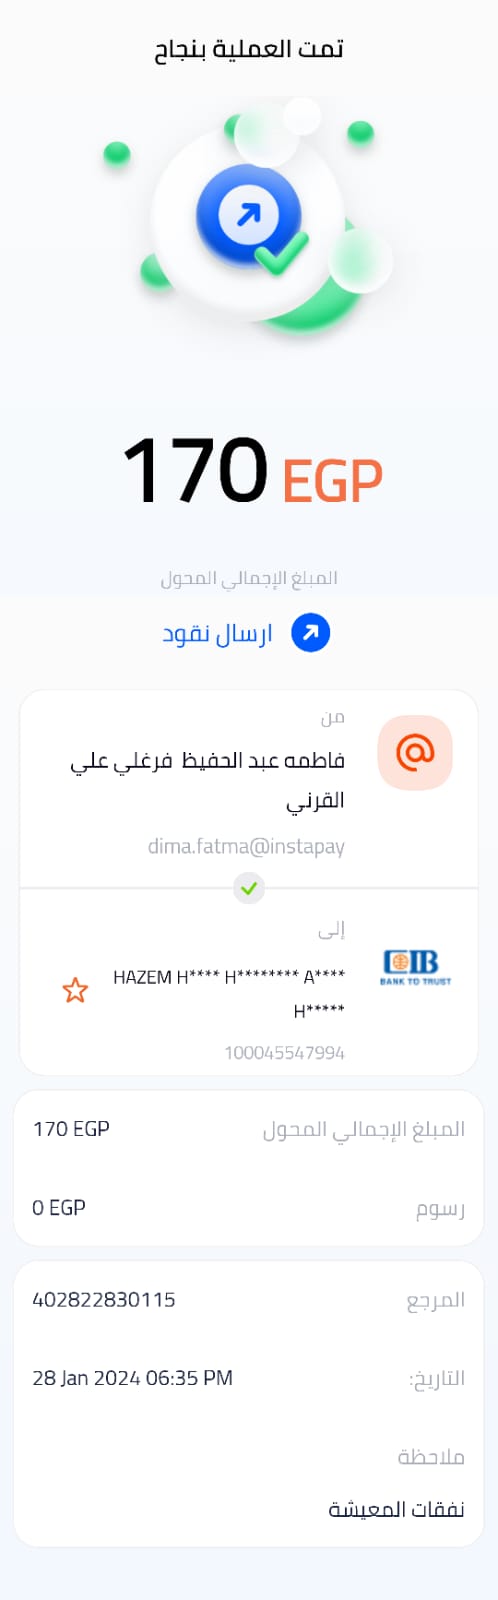 تمت العملية بنجاح
170 EGP
المبلغ الإجمالي المحول
ارسال نقود
من
فاطمه عبد الحفيظ فرغلي علي
القرني
dima.fatma@instapay
إلى
CIB
BANK TO TRUST
HAZEM H**** H******** A****
H*****
100045547994
المبلغ الإجمالي المحول 170 EGP
رسوم 0 EGP
المرجع 402822830115
التاريخ: 28 Jan 2024 06:35 PM
ملاحظة
نفقات المعيشة